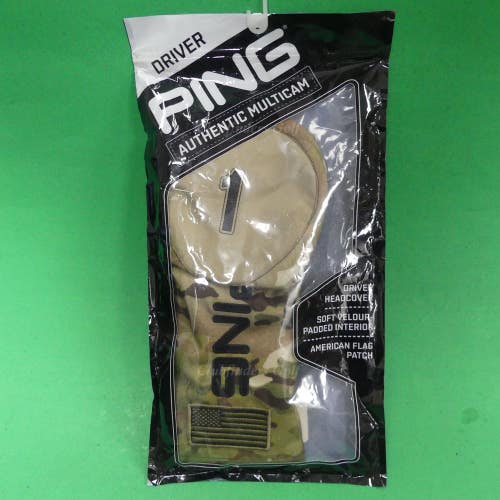 DRIVER
PING
AUTHENTIC MULTICAM
1
PING
DRIVER
HEADCOVER
SOFT VELOUR-
PADDED INTERIOR
AMERICAN FLAG
PATCH